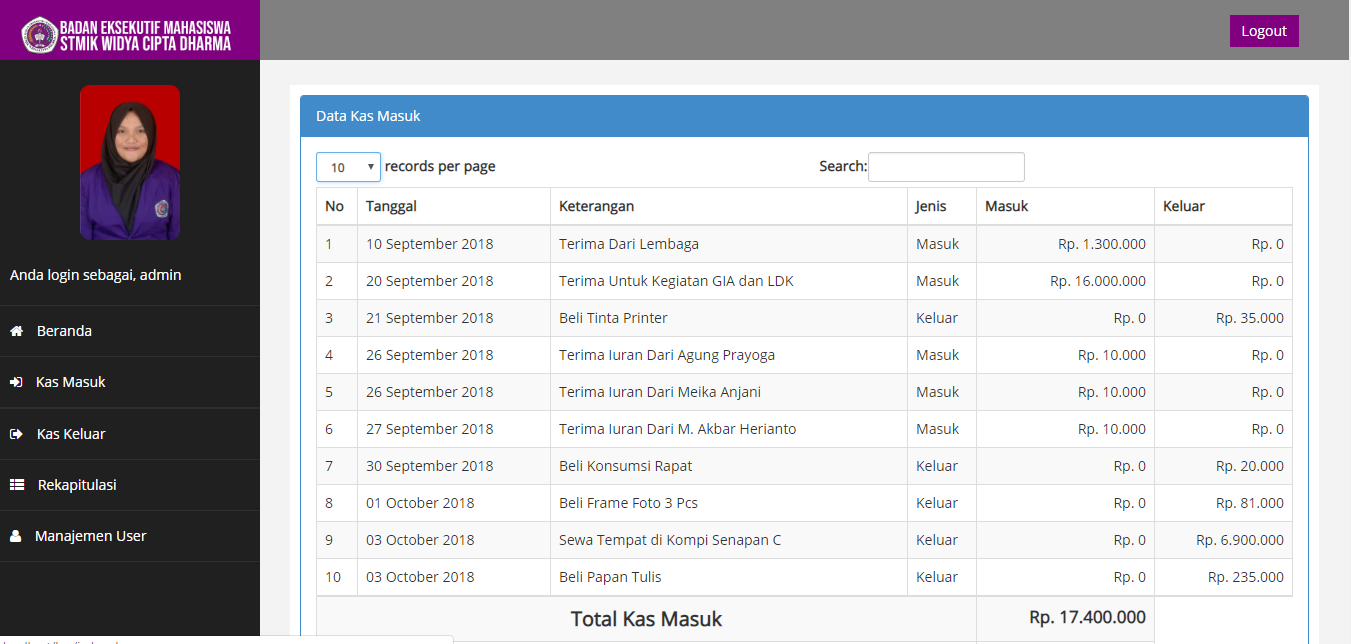 BADAN EKSEKUTIF MAHASISWA
STMIK WIDYA CIPTA DHARMA
Logout
Anda login sebagai, admin
Beranda
Kas Masuk
Kas Keluar
Rekapitulasi
Manajemen User
Data Kas Masuk
10 records per page Search:
No Tanggal Keterangan Jenis Masuk Keluar
1 10 September 2018 Terima Dari Lembaga Masuk Rp. 1.300.000 Rp. 0
2 20 September 2018 Terima Untuk Kegiatan GIA dan LDK Masuk Rp. 16.000.000 Rp. 0
3 21 September 2018 Beli Tinta Printer Keluar Rp. 0 Rp. 35.000
4 26 September 2018 Terima Iuran Dari Agung Prayoga Masuk Rp. 10.000 Rp. 0
5 26 September 2018 Terima Iuran Dari Meika Anjani Masuk Rp. 10.000 Rp. 0
6 27 September 2018 Terima Iuran Dari M. Akbar Herianto Masuk Rp. 10.000 Rp. 0
7 30 September 2018 Beli Konsumsi Rapat Keluar Rp. 0 Rp. 20.000
8 01 October 2018 Beli Frame Foto 3 Pcs Keluar Rp. 0 Rp. 81.000
9 03 October 2018 Sewa Tempat di Kompi Senapan C Keluar Rp. 0 Rp. 6.900.000
10 03 October 2018 Beli Papan Tulis Keluar Rp. 0 Rp. 235.000
Total Kas Masuk Rp. 17.400.000